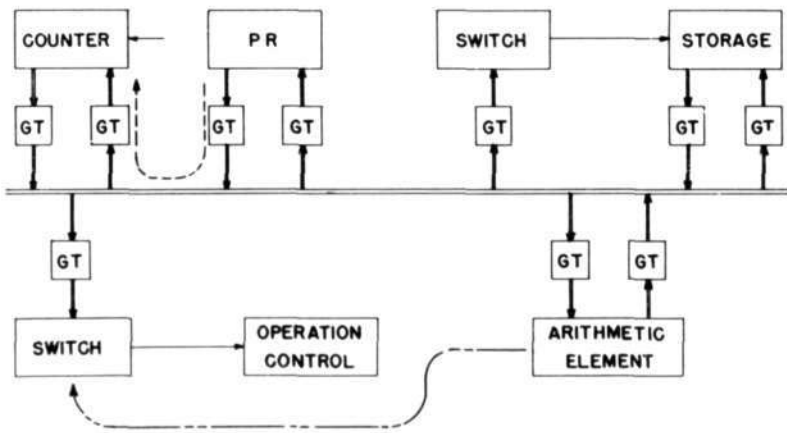 COUNTER
P R
SWITCH
STORAGE
GT
GT
GT
GT
GT
GT
GT
GT
GT
GT
SWITCH
OPERATION
CONTROL
ARITHMETIC
ELEMENT